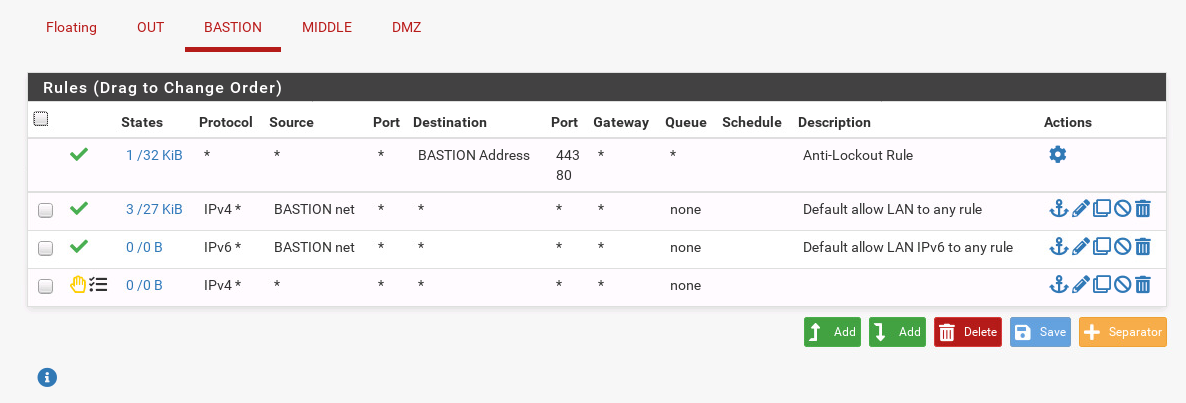 Floating OUT BASTION MIDDLE DMZ
Rules (Drag to Change Order)
States Protocol Source Port Destination Port Gateway Queue Schedule Description Actions
1 /32 KiB * * * BASTION Address 443 * * Anti-Lockout Rule
80
3 /27 KiB IPv4 * BASTION net * * * * none Default allow LAN to any rule
0 /0 B IPv6 * BASTION net * * * * none Default allow LAN IPv6 to any rule
0 /0 B IPv4 * * * * * * none
Add Add Delete Save Separator